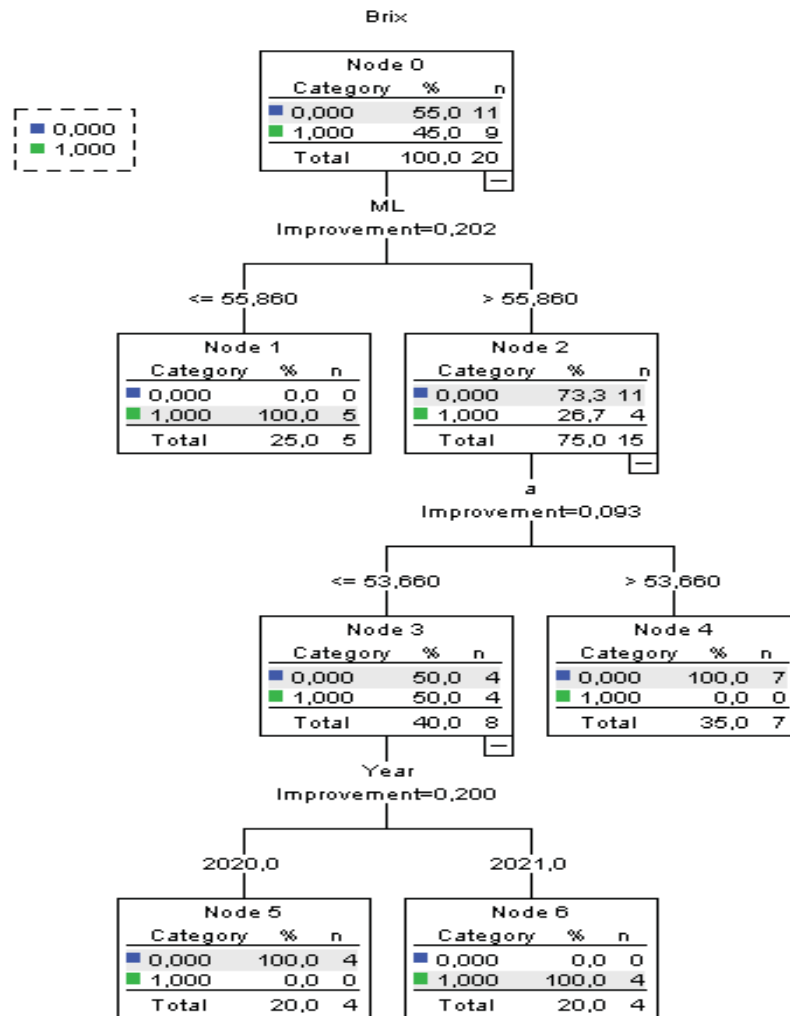 Brix
0,000
1,000
Node 0
Category % n
0,000 55,0 11
1,000 45,0 9
Total 100,0 20
ML
Improvement=0,202
<= 55,860
> 55,860
Node 1
Category % n
0,000 0,0 0
1,000 100,0 5
Total 25,0 5
Node 2
Category % n
0,000 73,3 11
1,000 26,7 4
Total 75,0 15
a
Improvement=0,093
<= 53,660
> 53,660
Node 3
Category % n
0,000 50,0 4
1,000 50,0 4
Total 40,0 8
Node 4
Category % n
0,000 100,0 7
1,000 0,0 0
Total 35,0 7
Year
Improvement=0,200
2020,0
2021,0
Node 5
Category % n
0,000 100,0 4
1,000 0,0 0
Total 20,0 4
Node 6
Category % n
0,000 0,0 0
1,000 100,0 4
Total 20,0 4